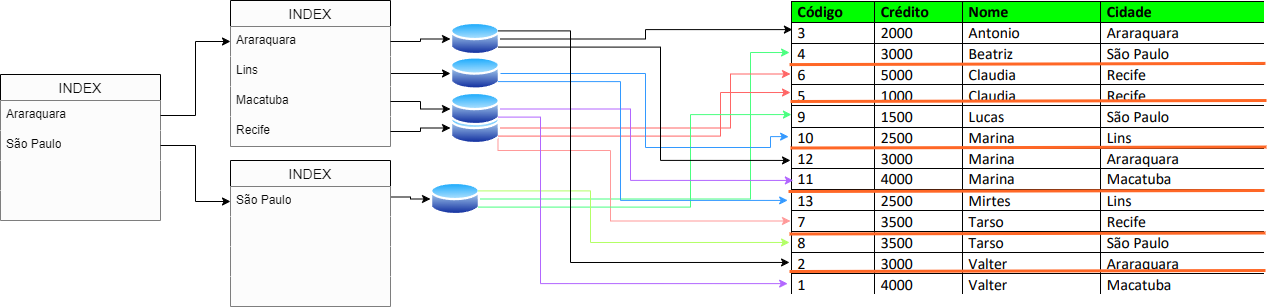 INDEX
Araraquara
São Paulo
INDEX
Araraquara
Lins
Macatuba
Recife
INDEX
São Paulo
Código Crédito Nome Cidade
3 2000 Antonio Araraquara
4 3000 Beatriz São Paulo
6 5000 Claudia Recife
5 1000 Claudia Recife
9 1500 Lucas São Paulo
10 2500 Marina Lins
12 3000 Marina Araraquara
11 4000 Marina Macatuba
13 2500 Mirtes Lins
7 3500 Tarso Recife
8 3500 Tarso São Paulo
2 3000 Valter Araraquara
1 4000 Valter Macatuba